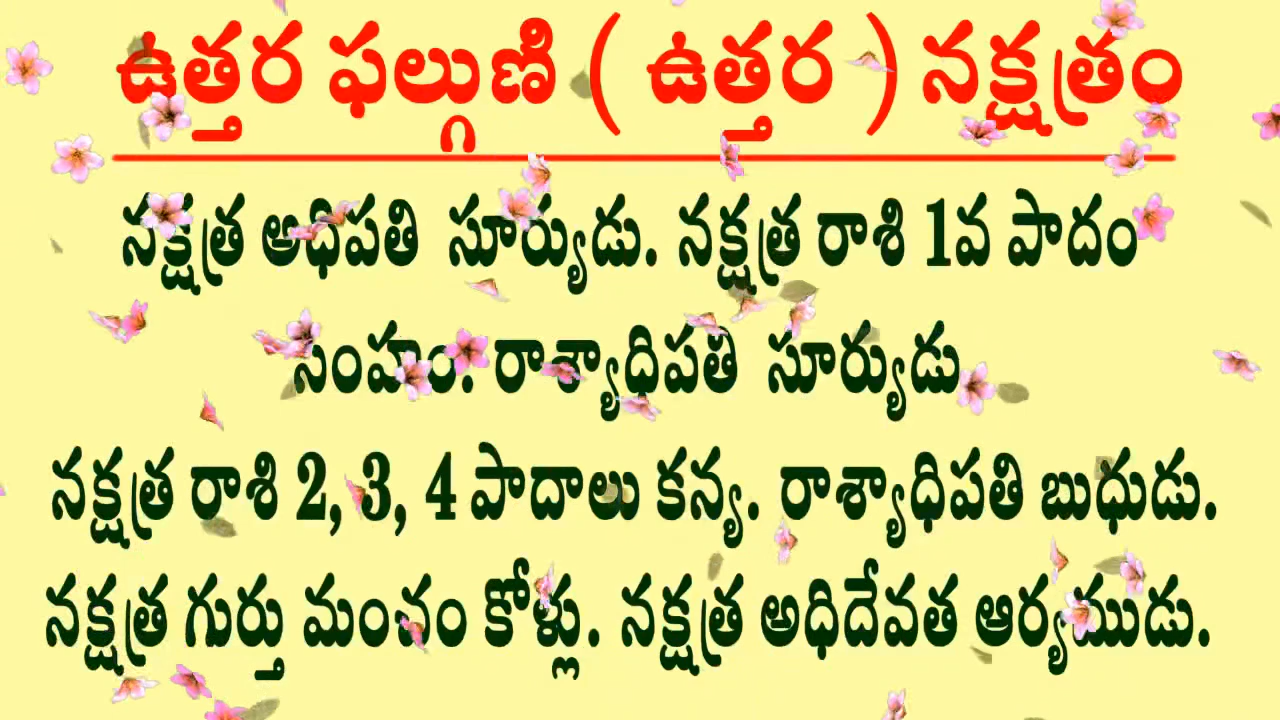 ఉత్తర ఫల్గుణి ( ఉత్తర ) నక్షత్రం
నక్షత్ర అధిపతి సూర్యుడు. నక్షత్ర రాశి 1వ పాదం
సింహం. రాశ్యాధిపతి సూర్యుడు
నక్షత్ర రాశి 2, 3, 4 పాదాలు కన్య. రాశ్యాధిపతి బుధుడు.
నక్షత్ర గుర్తు మంచం కోళ్లు. నక్షత్ర అధిదేవత ఆర్యముడు.